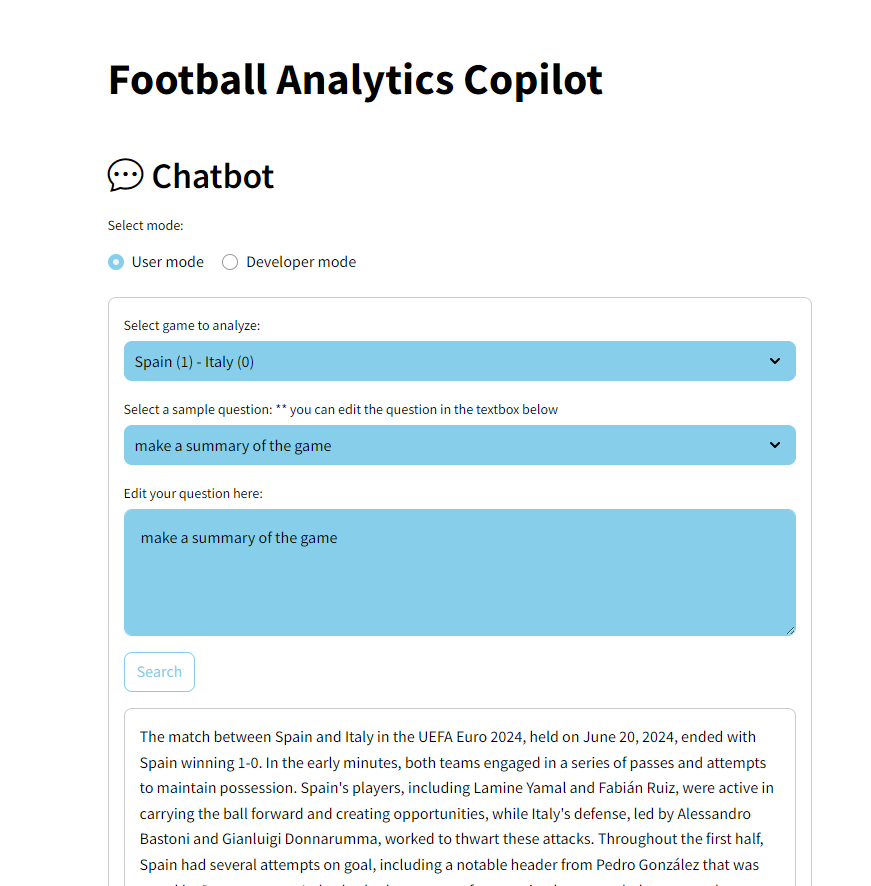 Football Analytics Copilot
Chatbot
Select mode:
User mode Developer mode
Select game to analyze:
Spain (1) - Italy (0)
Select a sample question: ** you can edit the question in the textbox below
make a summary of the game
Edit your question here:
make a summary of the game
Search
The match between Spain and Italy in the UEFA Euro 2024, held on June 20, 2024, ended with
Spain winning 1-0. In the early minutes, both teams engaged in a series of passes and attempts
to maintain possession. Spain's players, including Lamine Yamal and Fabián Ruiz, were active in
carrying the ball forward and creating opportunities, while Italy's defense, led by Alessandro
Bastoni and Gianluigi Donnarumma, worked to thwart these attacks. Throughout the first half,
Spain had several attempts on goal, including a notable header from Pedro González that was